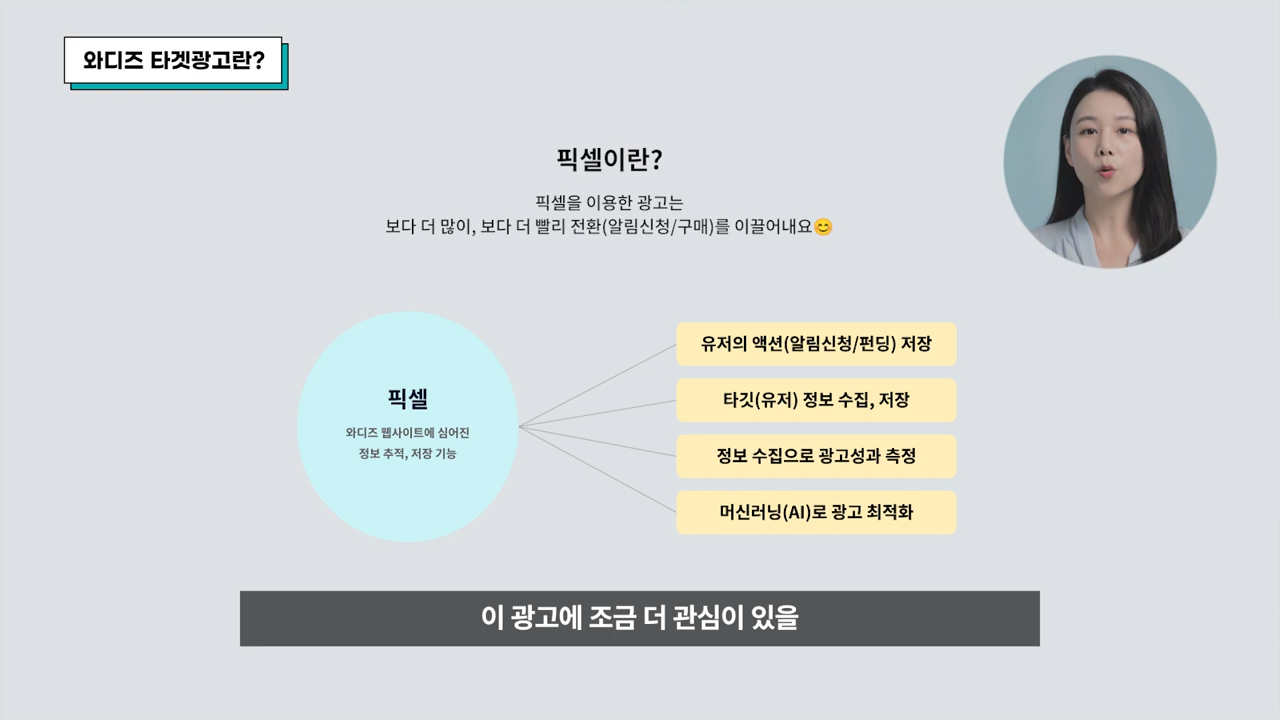 와디즈 타겟광고란?
픽셀이란?
픽셀을 이용한 광고는
보다 더 많이, 보다 더 빨리 전환(알림신청/구매)를 이끌어내요😊
픽셀
와디즈 웹사이트에 심어진
정보 추적, 저장 기능
유저의 액션(알림신청/펀딩) 저장
타깃(유저) 정보 수집, 저장
정보 수집으로 광고성과 측정
머신러닝(AI)로 광고 최적화
이 광고에 조금 더 관심이 있을